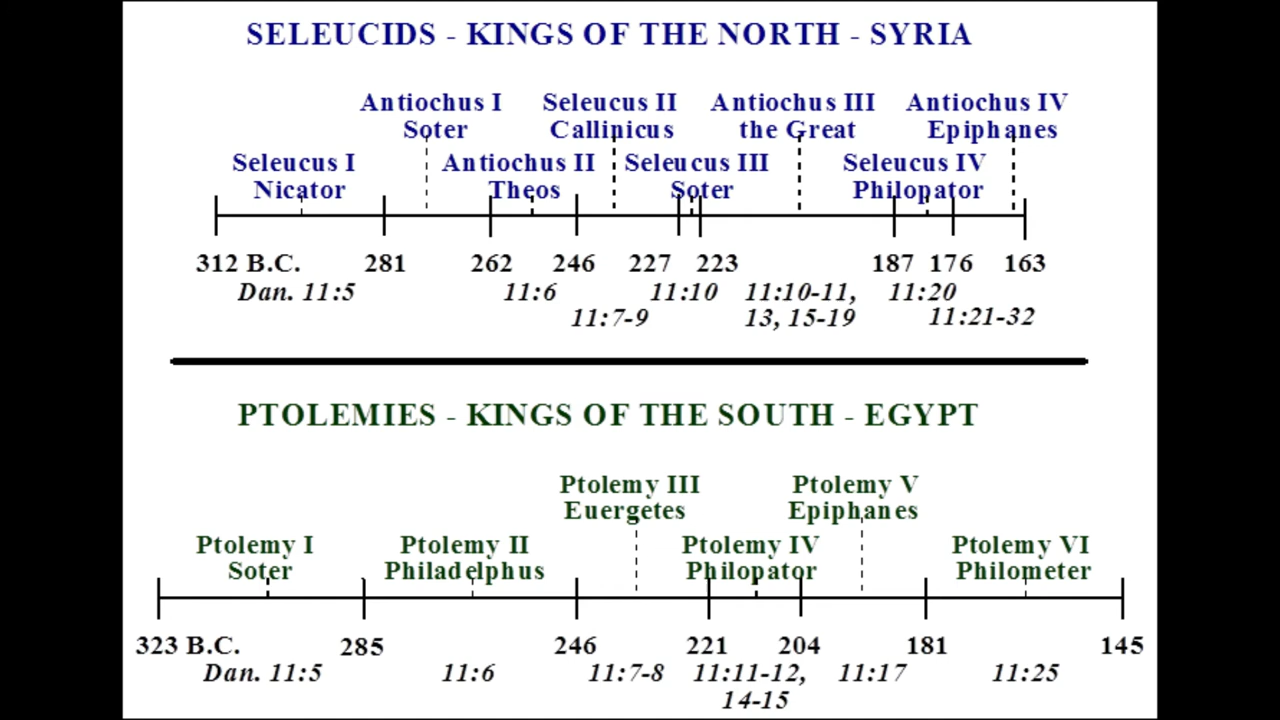 SELEUCIDS - KINGS OF THE NORTH - SYRIA
Antiochus I Seleucus II Antiochus III Antiochus IV
Soter Callinicus the Great Epiphanes
Seleucus I Antiochus II Seleucus III Seleucus IV
Nicator Theos Soter Philopator
312 B.C. 281 262 246 227 223 187 176 163
Dan. 11:5 11:6 11:10 11:10-11, 11:20
11:7-9 13, 15-19 11:21-32
PTOLEMIES - KINGS OF THE SOUTH - EGYPT
Ptolemy III Ptolemy V
Euergetes Epiphanes
Ptolemy I Ptolemy II Ptolemy IV Ptolemy VI
Soter Philadelphus Philopator Philometer
323 B.C. 285 246 221 204 181 145
Dan. 11:5 11:6 11:7-8 11:11-12, 11:17 11:25
14-15